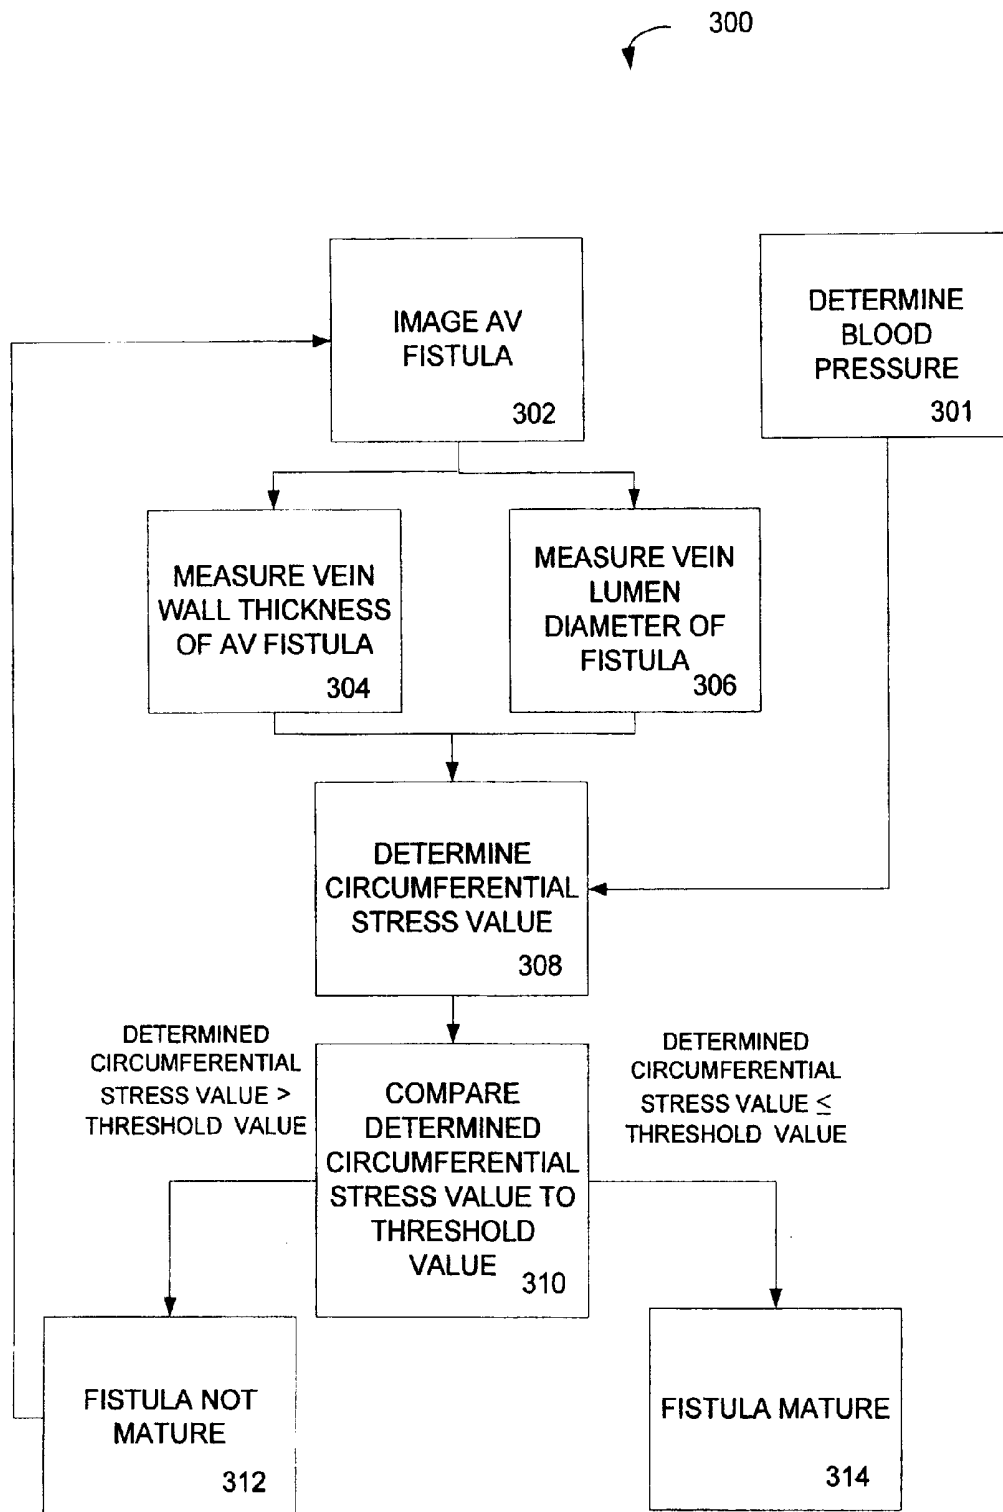 300
IMAGE AV
FISTULA
302
DETERMINE
BLOOD
PRESSURE
301
MEASURE VEIN
WALL THICKNESS
OF AV FISTULA
304
MEASURE VEIN
LUMEN
DIAMETER OF
FISTULA
306
DETERMINE
CIRCUMFERENTIAL
STRESS VALUE
308
DETERMINED
CIRCUMFERENTIAL
STRESS VALUE >
THRESHOLD VALUE
COMPARE
DETERMINED
CIRCUMFERENTIAL
STRESS VALUE TO
THRESHOLD
VALUE
310
DETERMINED
CIRCUMFERENTIAL
STRESS VALUE ≤
THRESHOLD VALUE
FISTULA NOT
MATURE
312
FISTULA MATURE
314